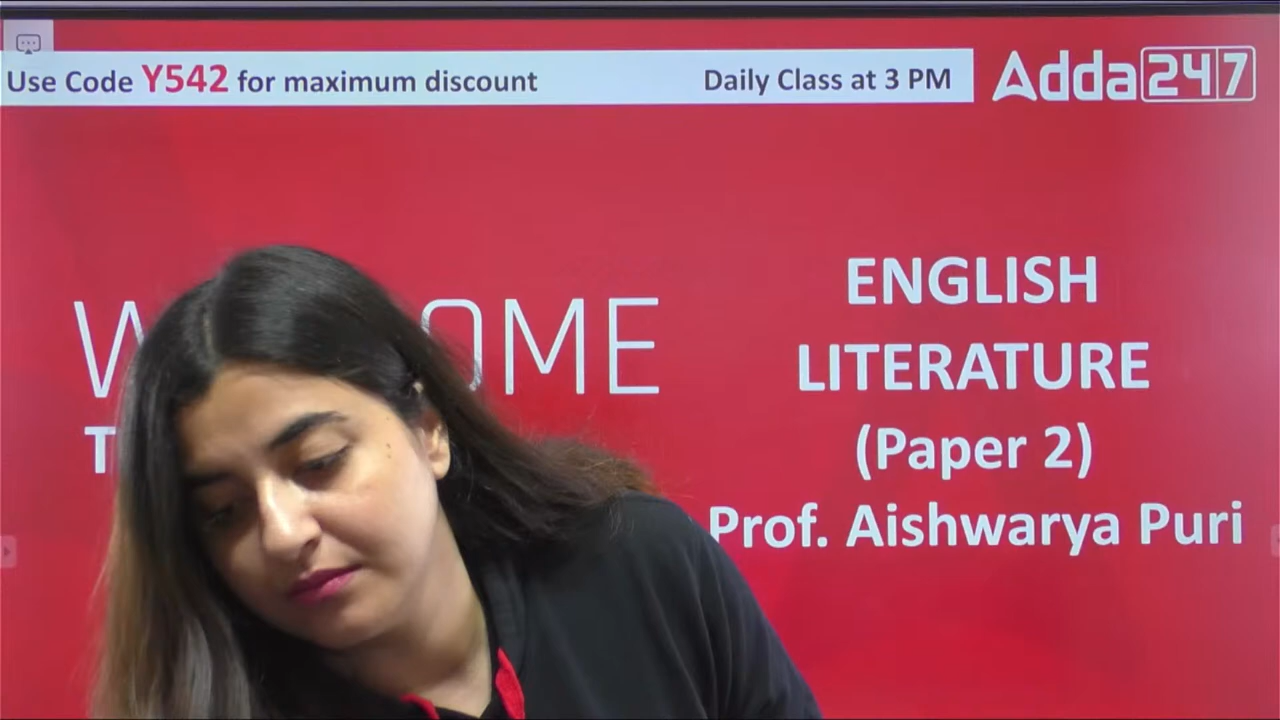 Use Code Y542 for maximum discount
Daily Class at 3 PM
Adda247
OME
ENGLISH
LITERATURE
(Paper 2)
Prof. Aishwarya Puri